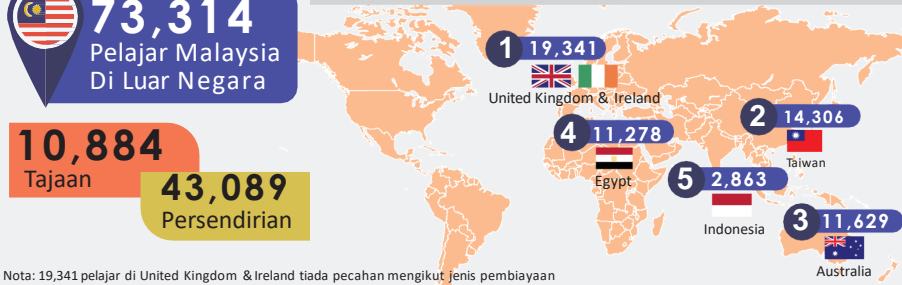 73,314
Pelajar Malaysia
Di Luar Negara
10,884
Tajaan
43,089
Persendirian
1 19,341
United Kingdom & Ireland
2 14,306
Taiwan
4 11,278
Egypt
5 2,863
Indonesia
3 11,629
Australia
Nota: 19,341 pelajar di United Kingdom & Ireland tiada pecahan mengikut jenis pembiayaan